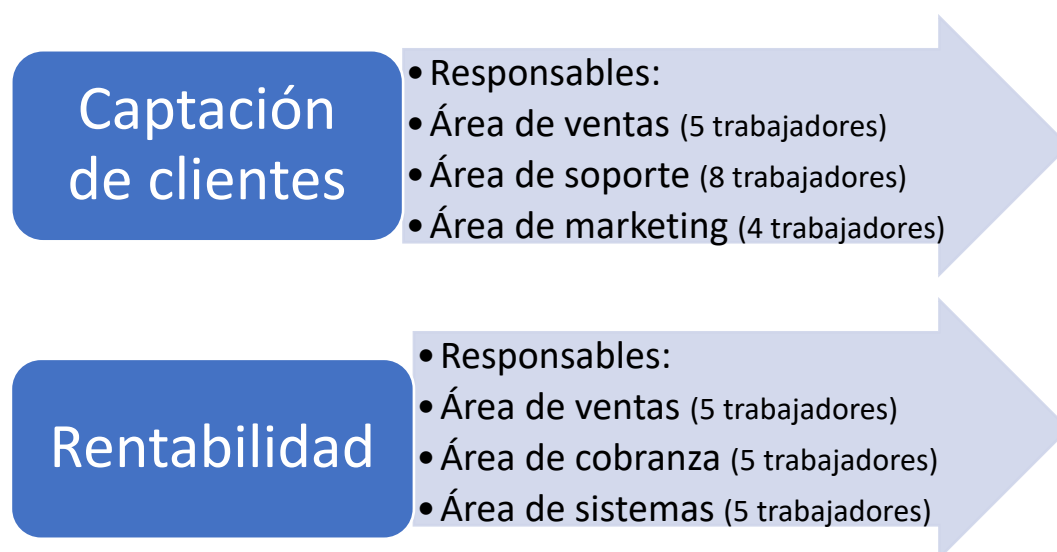 Captación
de clientes
• Responsables:
• Área de ventas (5 trabajadores)
• Área de soporte (8 trabajadores)
• Área de marketing (4 trabajadores)
Rentabilidad
• Responsables:
• Área de ventas (5 trabajadores)
• Área de cobranza (5 trabajadores)
• Área de sistemas (5 trabajadores)